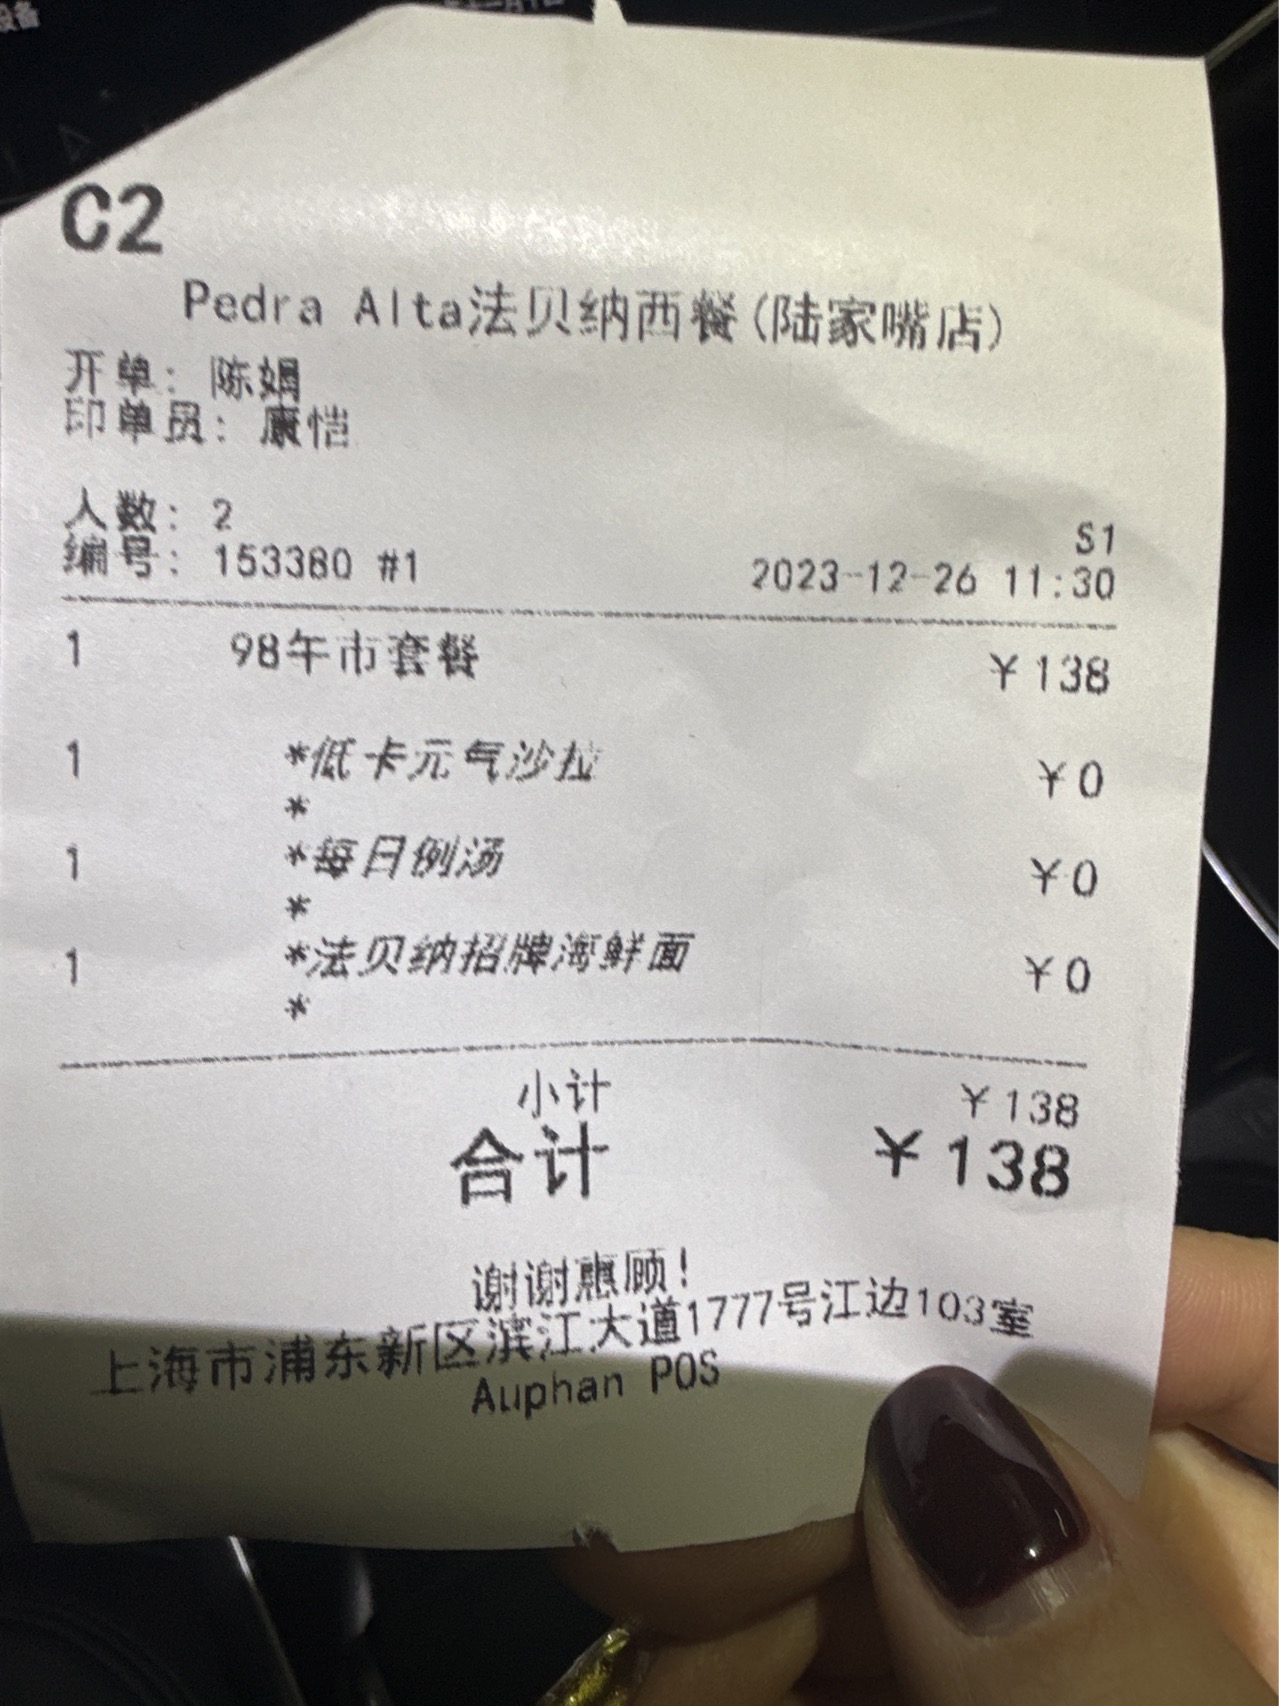 设备
C2
Pedra Alta法贝纳西餐(陆家嘴店)
开单: 陈娟
印单员: 康恺
人数: 2
S1
编号: 153380 #1 2023-12-26 11:30
1 98午市套餐 ¥138
1 *低卡元气沙拉 ¥0
*
1 *每日例汤 ¥0
*
1 *法贝纳招牌海鲜面 ¥0
*
小计 ¥138
合计 ¥138
谢谢惠顾!
上海市浦东新区滨江大道1777号江边103室
Auphan POS